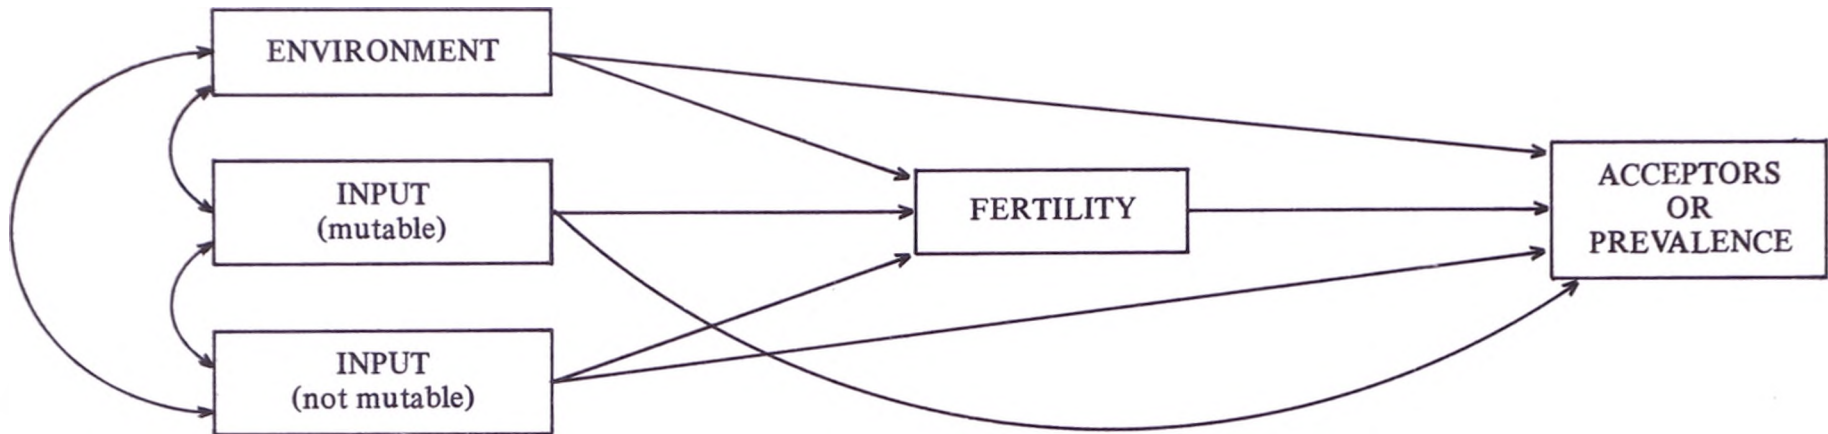 ENVIRONMENT
INPUT
(mutable)
INPUT
(not mutable)
FERTILITY
ACCEPTORS
OR
PREVALENCE